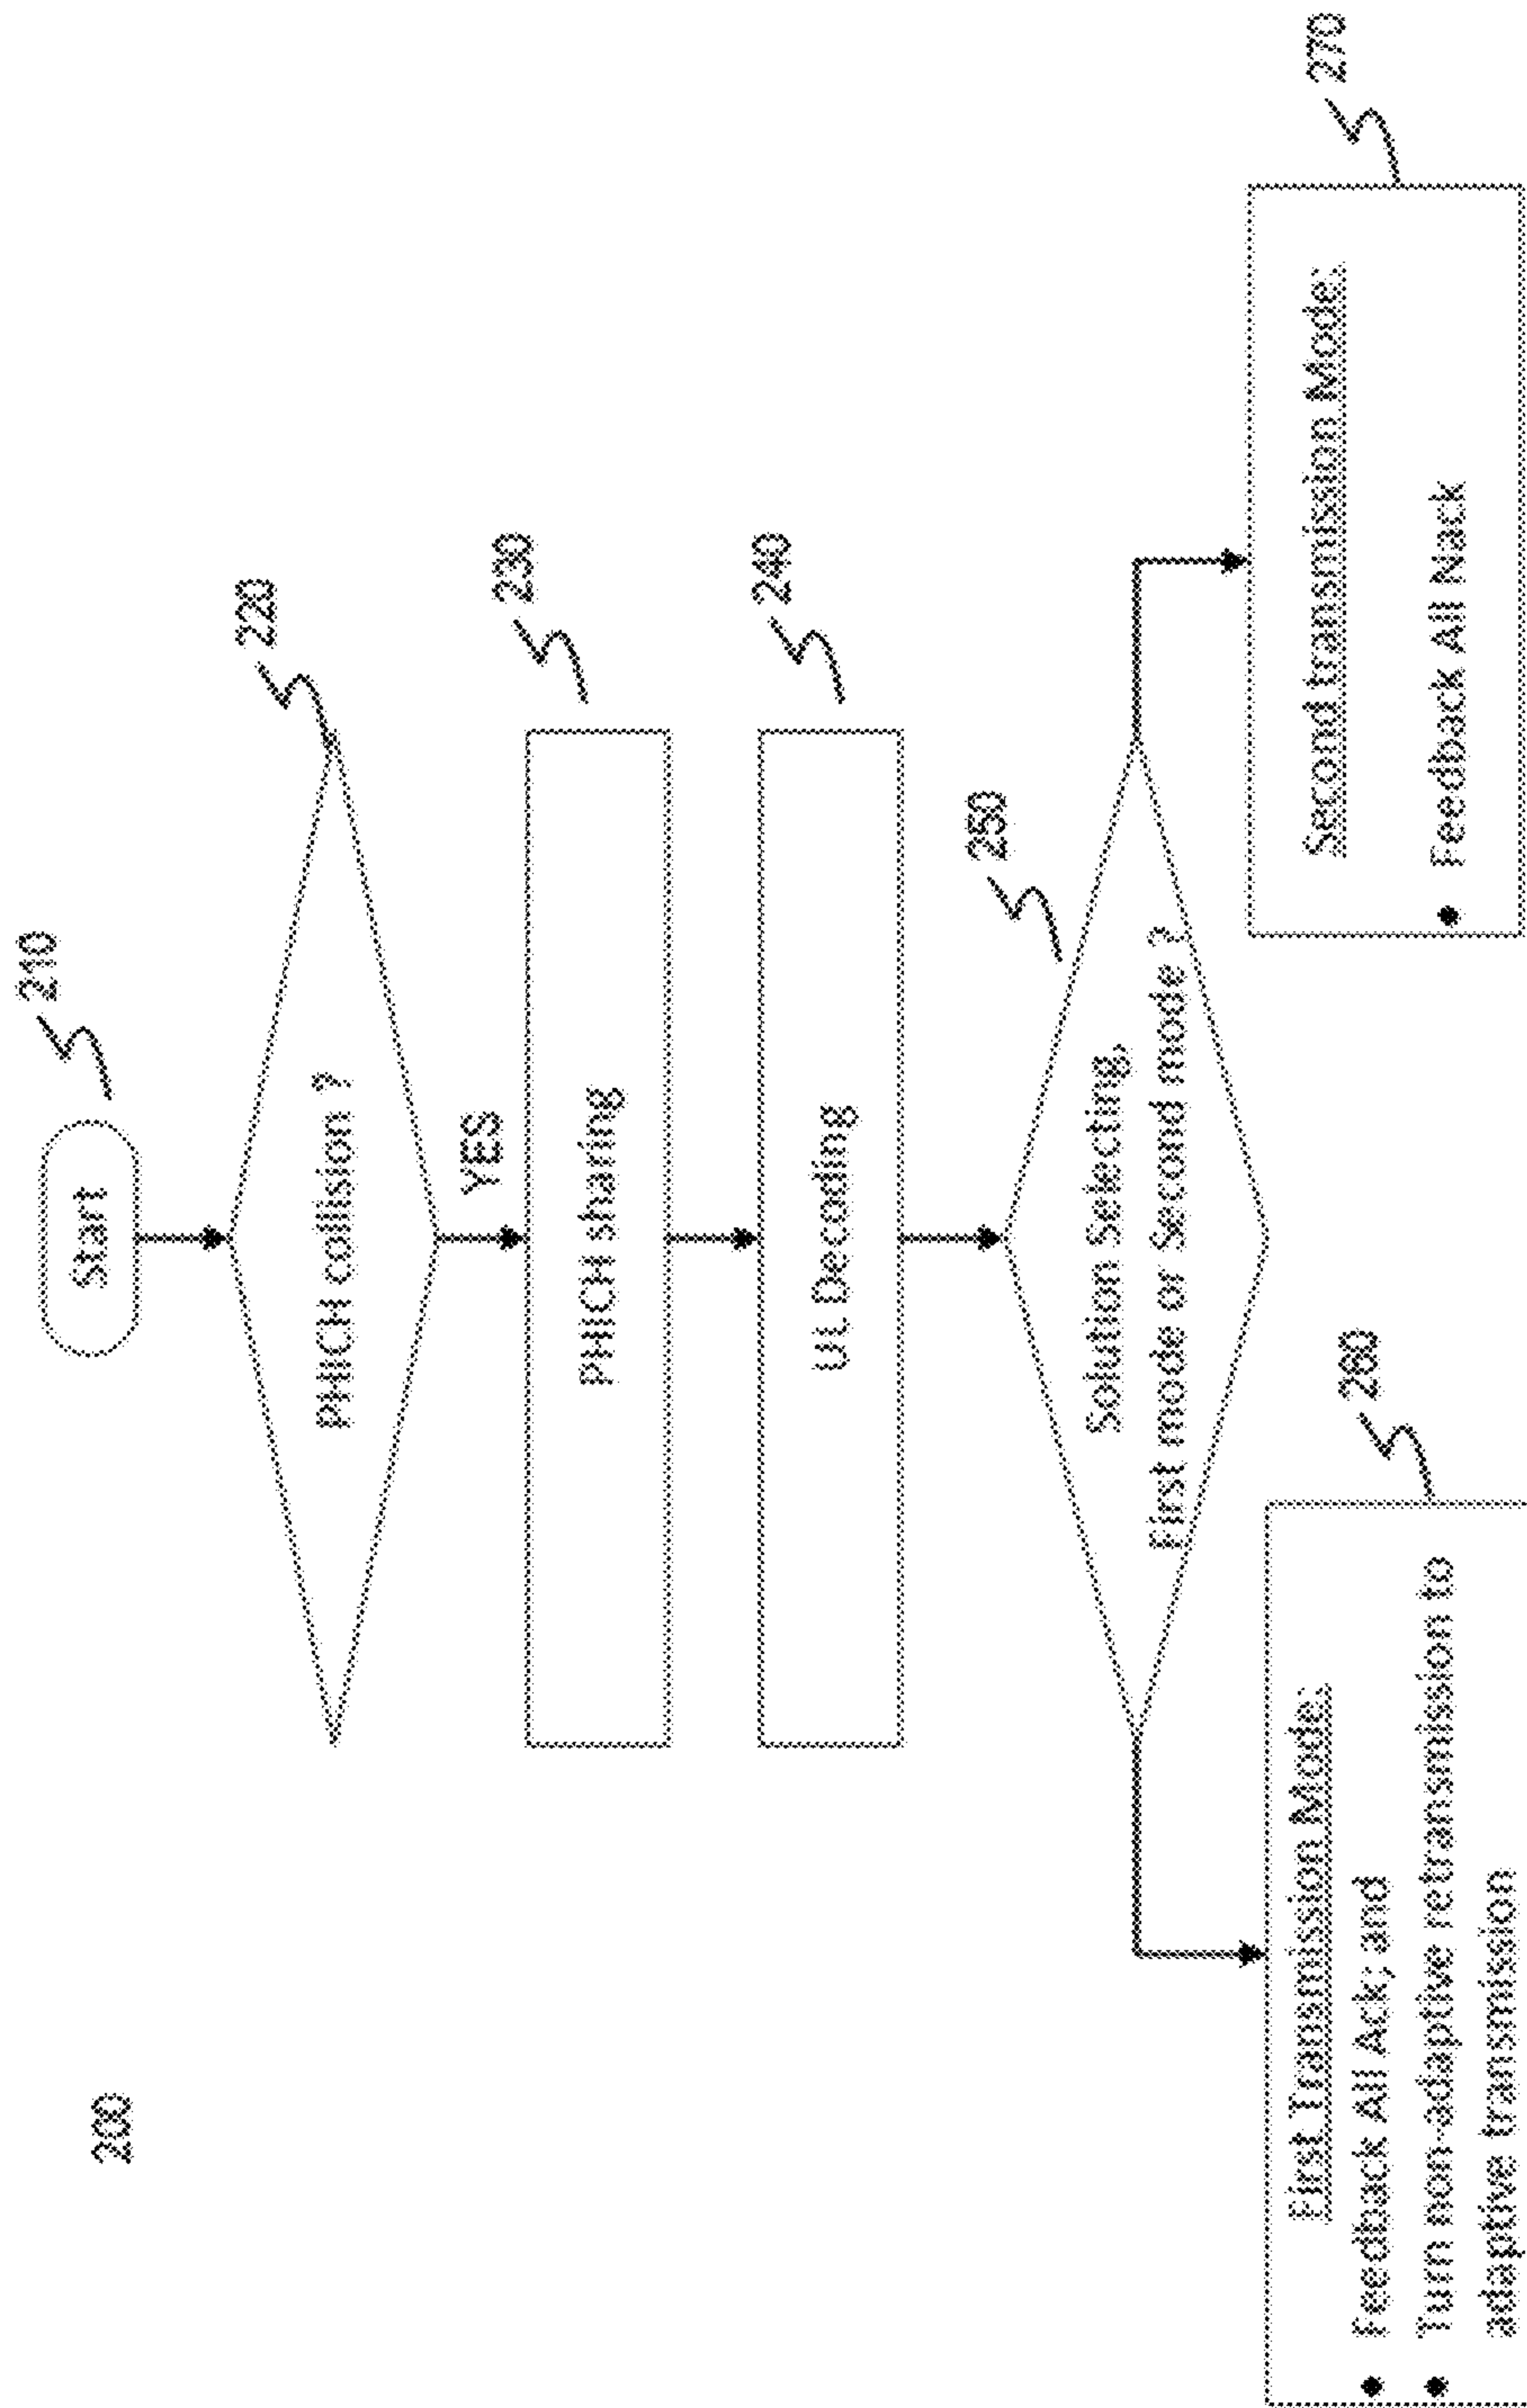 200
210
Start
220
PHICH collision ?
YES
230
PHICH sharing
240
UL Decoding
250
Solution Selecting,
First mode or Second mode ?
260
First Transmission Mode:
• Feedback All Ack; and
• Turn non-adaptive retransmission to
adaptive transmission
270
Second transmission Mode:
• Feedback All Nack